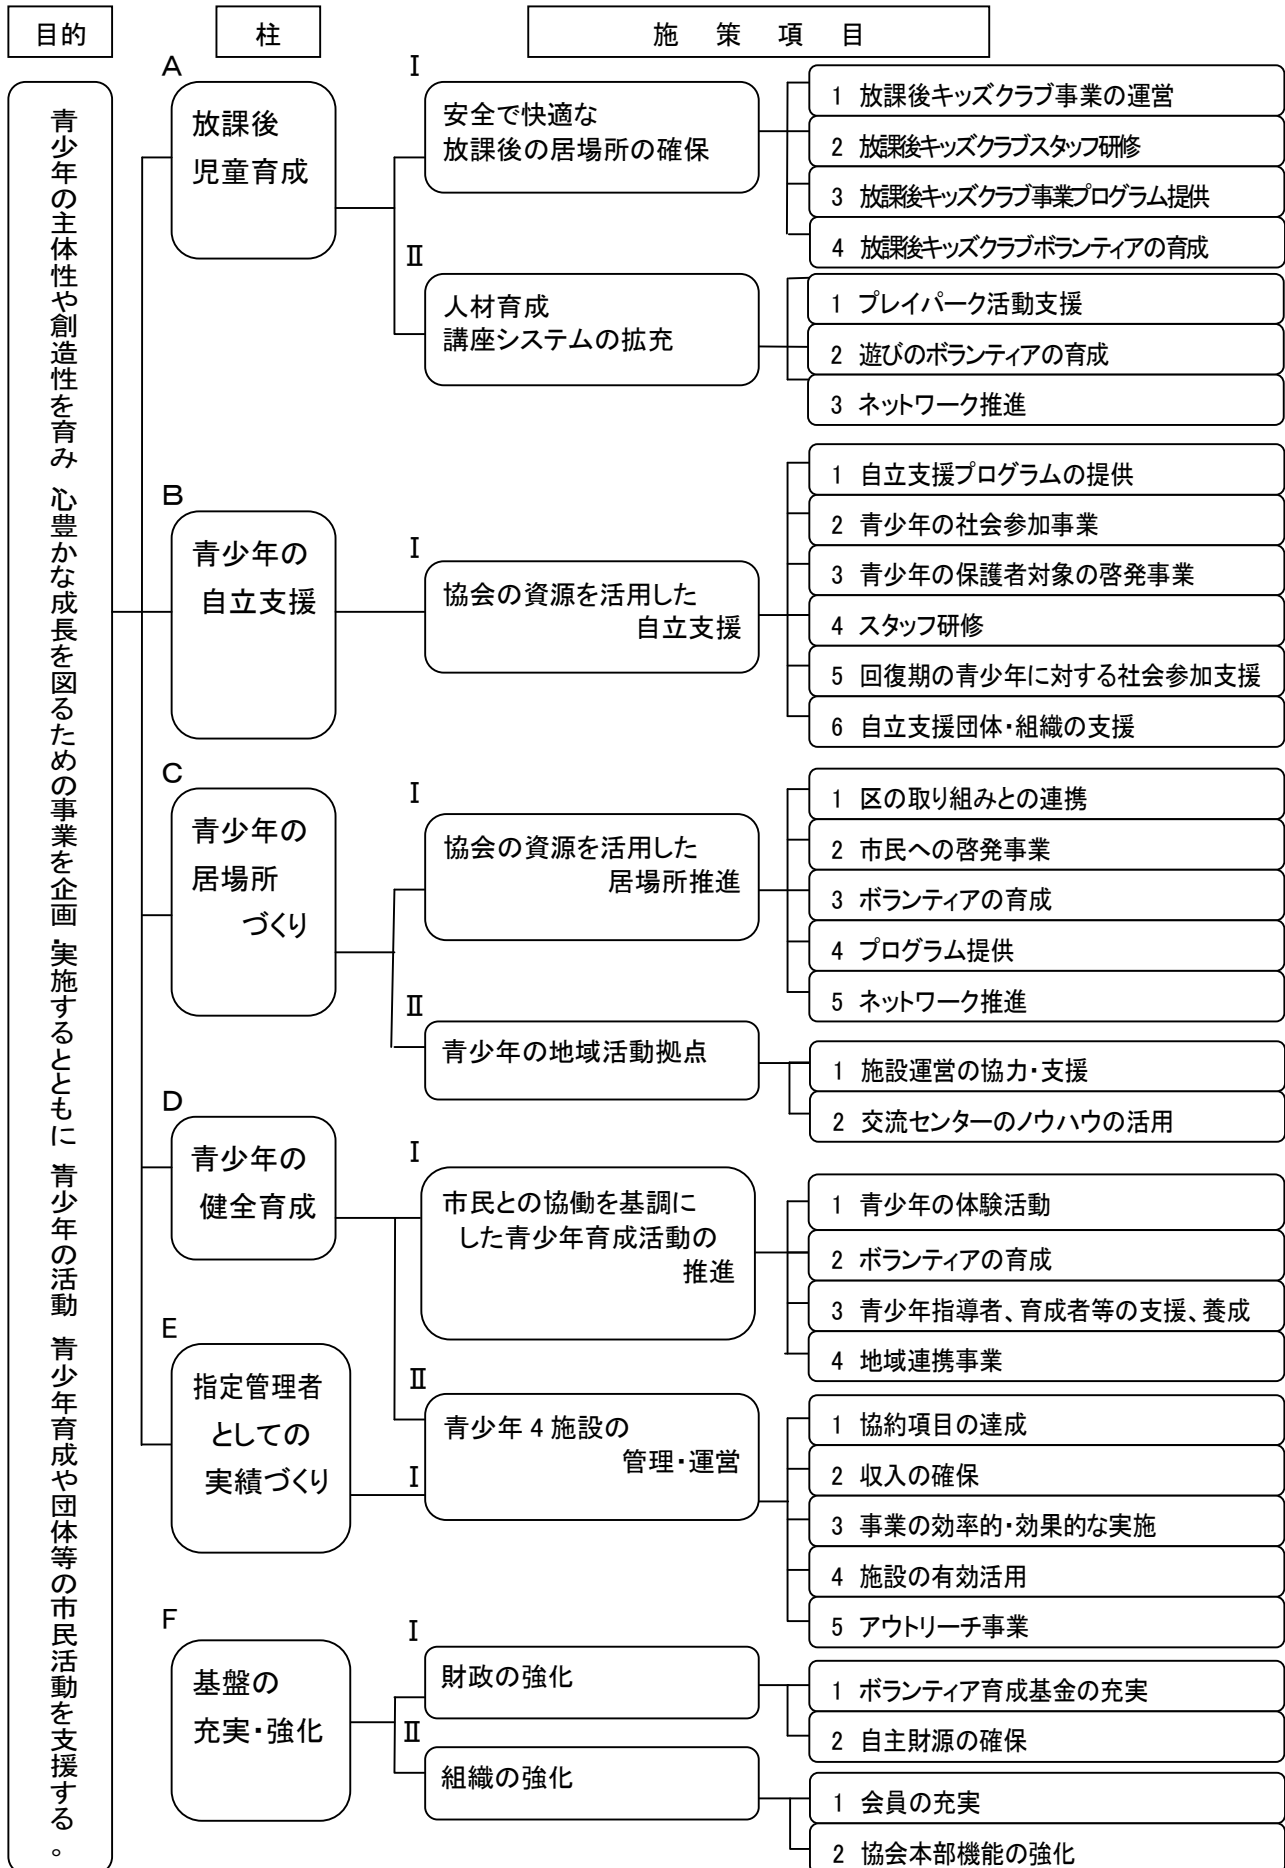 目的
柱
施 策 項 目
青少年の主体性や創造性を育み、心豊かな成長を図るための事業を企画・実施するとともに、青少年の活動、青少年育成や団体等の市民活動を支援する。
A
放課後
児童育成
Ⅰ
安全で快適な
放課後の居場所の確保
1 放課後キッズクラブ事業の運営
2 放課後キッズクラブスタッフ研修
3 放課後キッズクラブ事業プログラム提供
4 放課後キッズクラブボランティアの育成
Ⅱ
人材育成
講座システムの拡充
1 プレイパーク活動支援
2 遊びのボランティアの育成
3 ネットワーク推進
B
青少年の
自立支援
Ⅰ
協会の資源を活用した
自立支援
1 自立支援プログラムの提供
2 青少年の社会参加事業
3 青少年の保護者対象の啓発事業
4 スタッフ研修
5 回復期の青少年に対する社会参加支援
6 自立支援団体・組織の支援
C
青少年の
居場所
づくり
Ⅰ
協会の資源を活用した
居場所推進
1 区の取り組みとの連携
2 市民への啓発事業
3 ボランティアの育成
4 プログラム提供
5 ネットワーク推進
Ⅱ
青少年の地域活動拠点
1 施設運営の協力・支援
2 交流センターのノウハウの活用
D
青少年の
健全育成
Ⅰ
市民との協働を基調に
した青少年育成活動の
推進
1 青少年の体験活動
2 ボランティアの育成
3 青少年指導者、育成者等の支援、養成
4 地域連携事業
E
指定管理者
としての
実績づくり
Ⅱ
Ⅰ
青少年4施設の
管理・運営
1 協約項目の達成
2 収入の確保
3 事業の効率的・効果的な実施
4 施設の有効活用
5 アウトリーチ事業
F
基盤の
充実・強化
Ⅰ
財政の強化
1 ボランティア育成基金の充実
2 自主財源の確保
Ⅱ
組織の強化
1 会員の充実
2 協会本部機能の強化